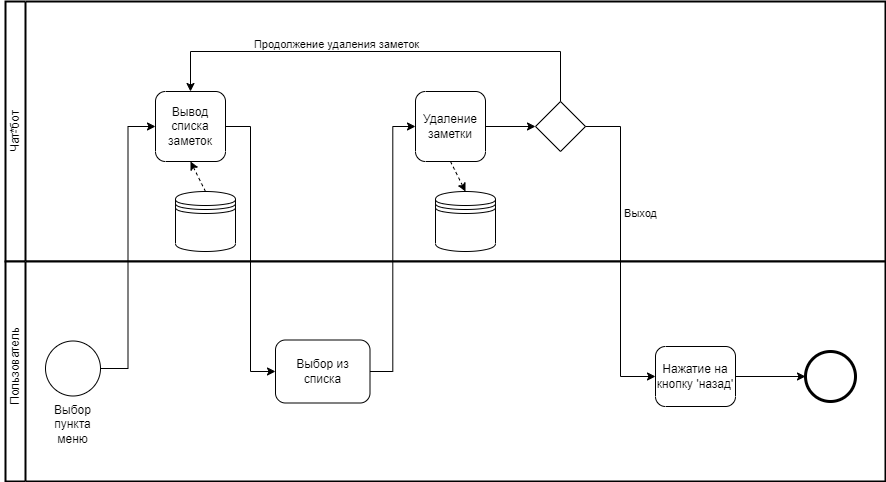 Продолжение удаления заметок
Чат*бот
Вывод
списка
заметок
Удаление
заметки
Выход
Пользователь
Выбор
пункта
меню
Выбор из
списка
Нажатие на
кнопку 'назад'